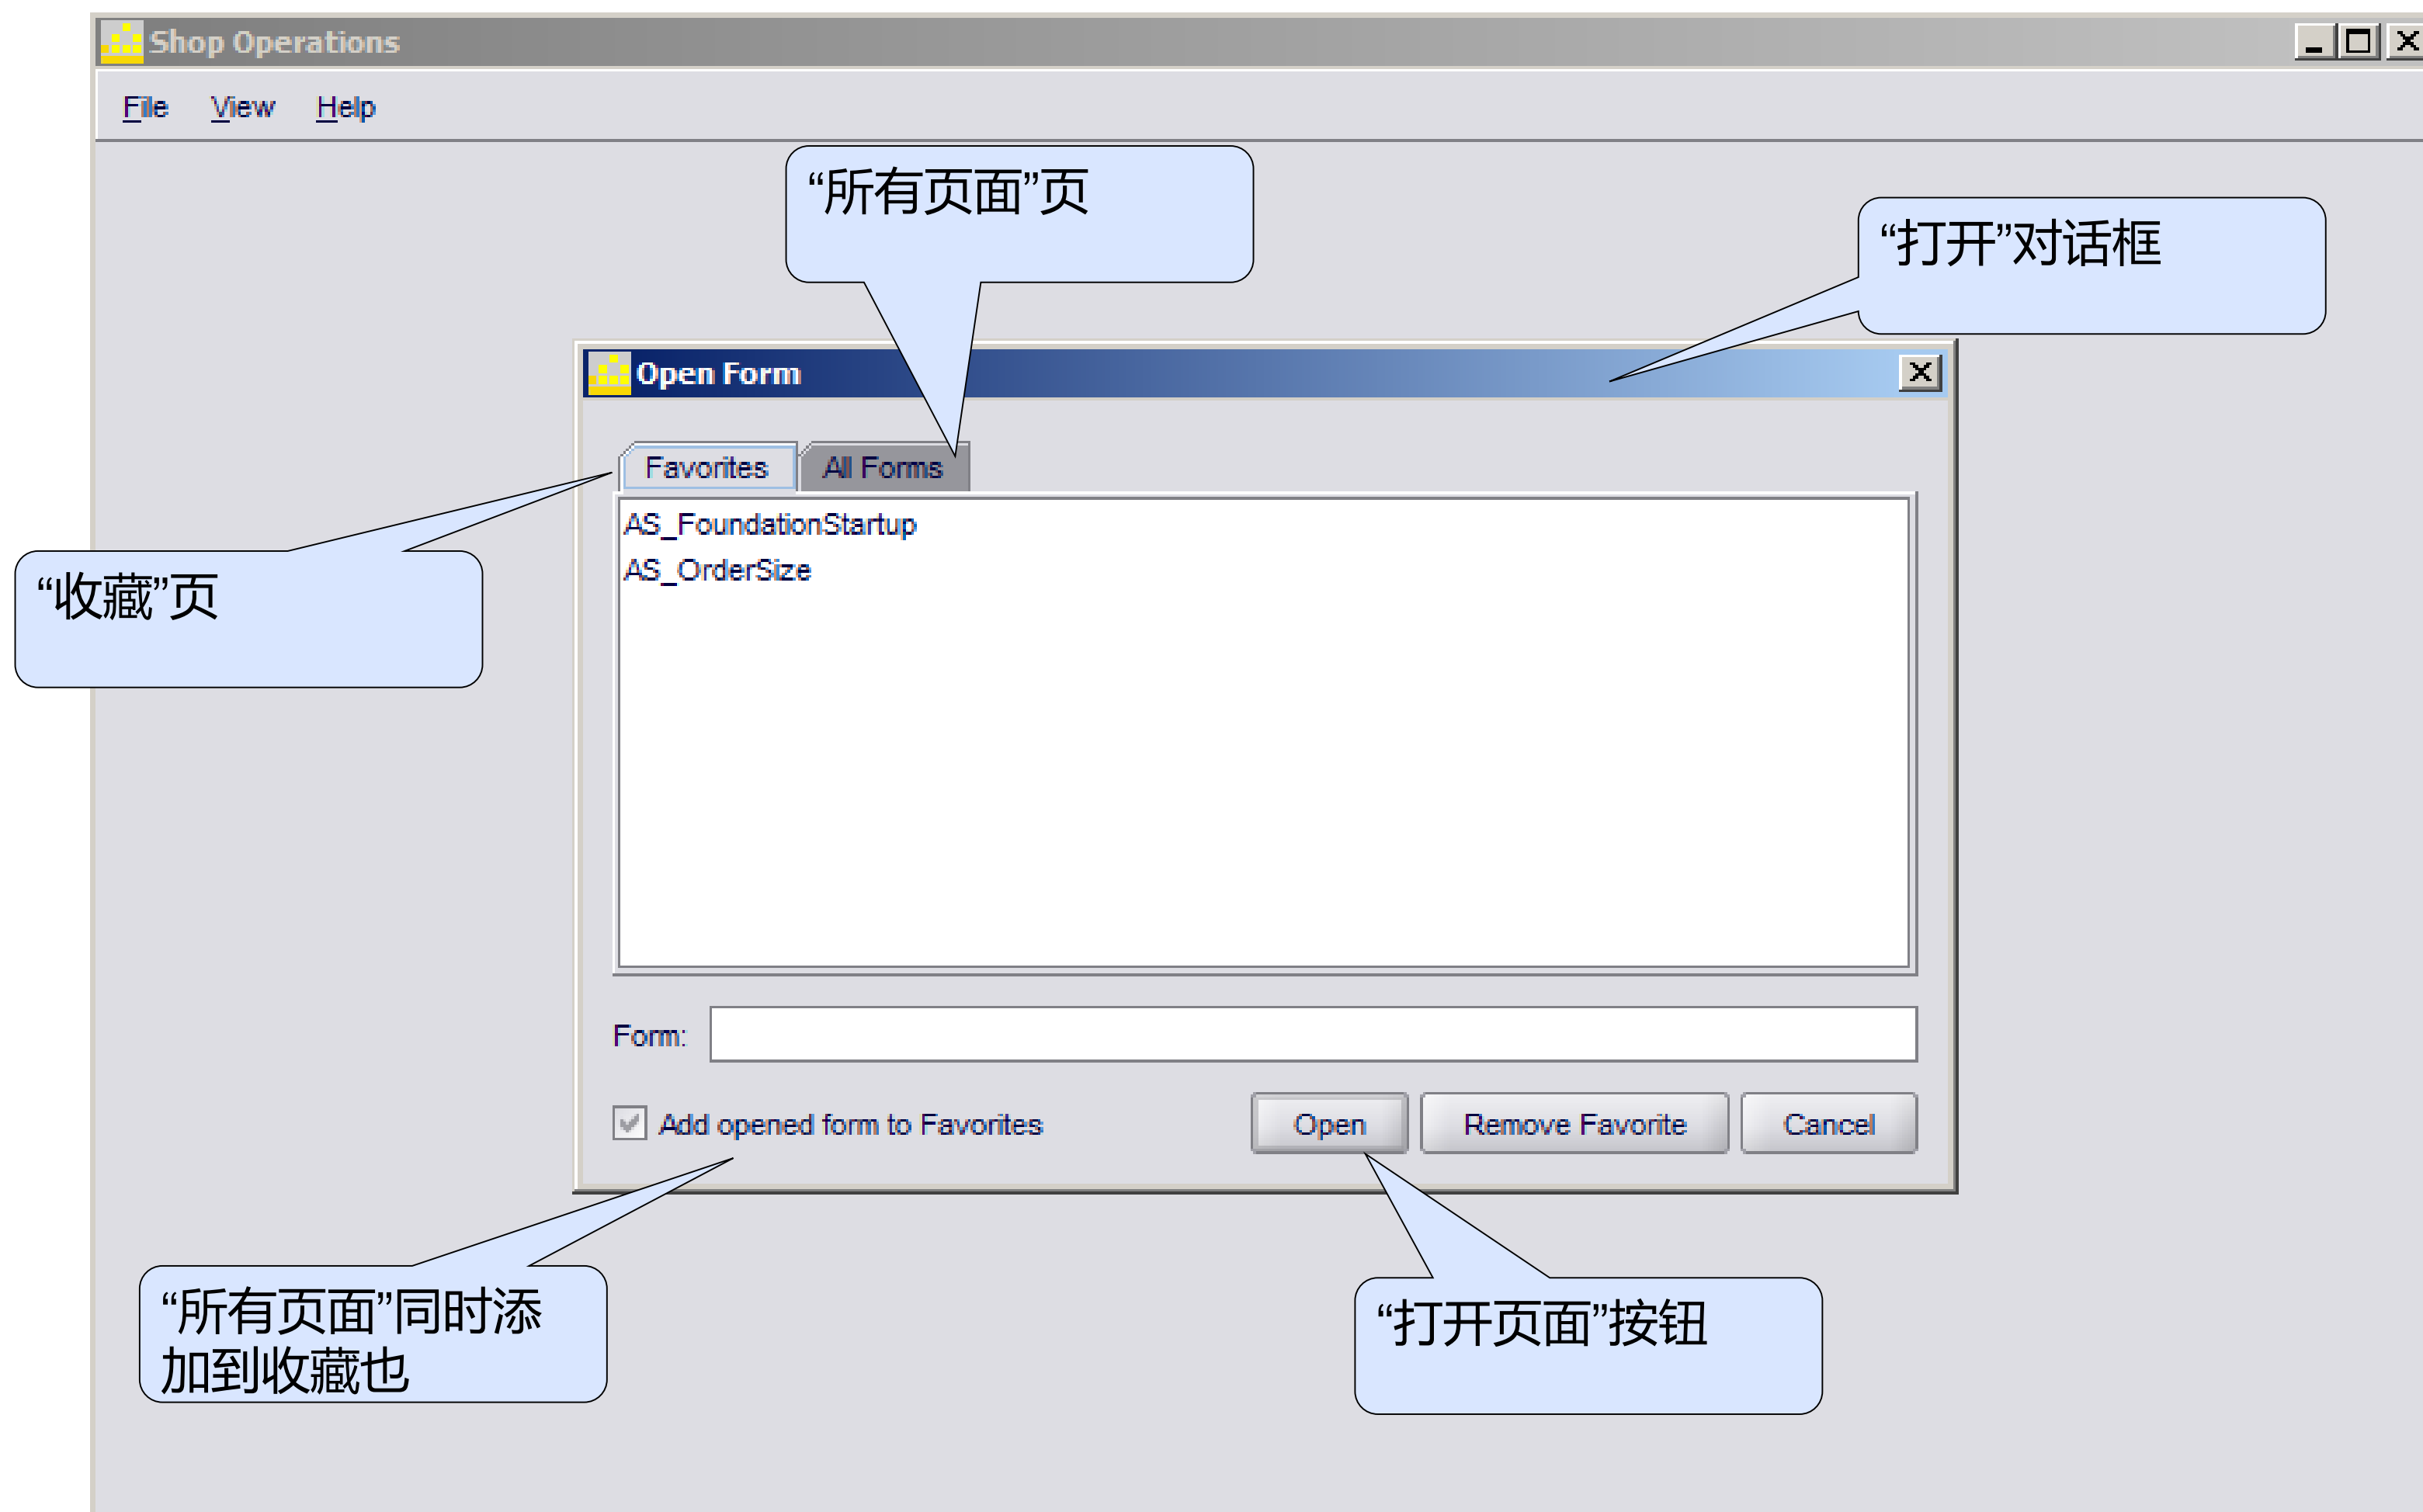 Shop Operations
File View Help
“所有页面”页
“打开”对话框
Open Form
Favorites All Forms
AS_FoundationStartup
AS_OrderSize
“收藏”页
Form:
Add opened form to Favorites Open Remove Favorite Cancel
“所有页面”同时添
加到收藏也
“打开页面”按钮